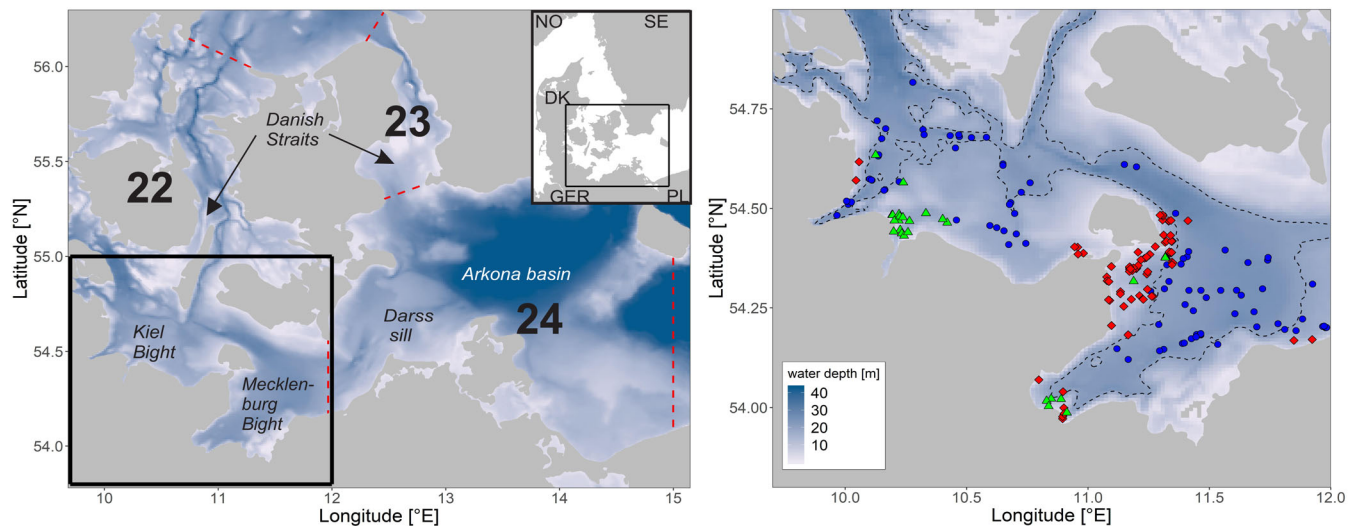 NO
SE
DK
GER
PL
56.0
55.5
55.0
54.5
54.0
Latitude [°N]
22
23
24
Danish
Straits
Arkona basin
Darss
sill
Kiel
Bight
Mecklen-
burg
Bight
10
11
12
13
14
15
Longitude [°E]
54.75
54.50
54.25
54.00
Latitude [°N]
water depth [m]
40
30
20
10
10.0
10.5
11.0
11.5
12.0
Longitude [°E]